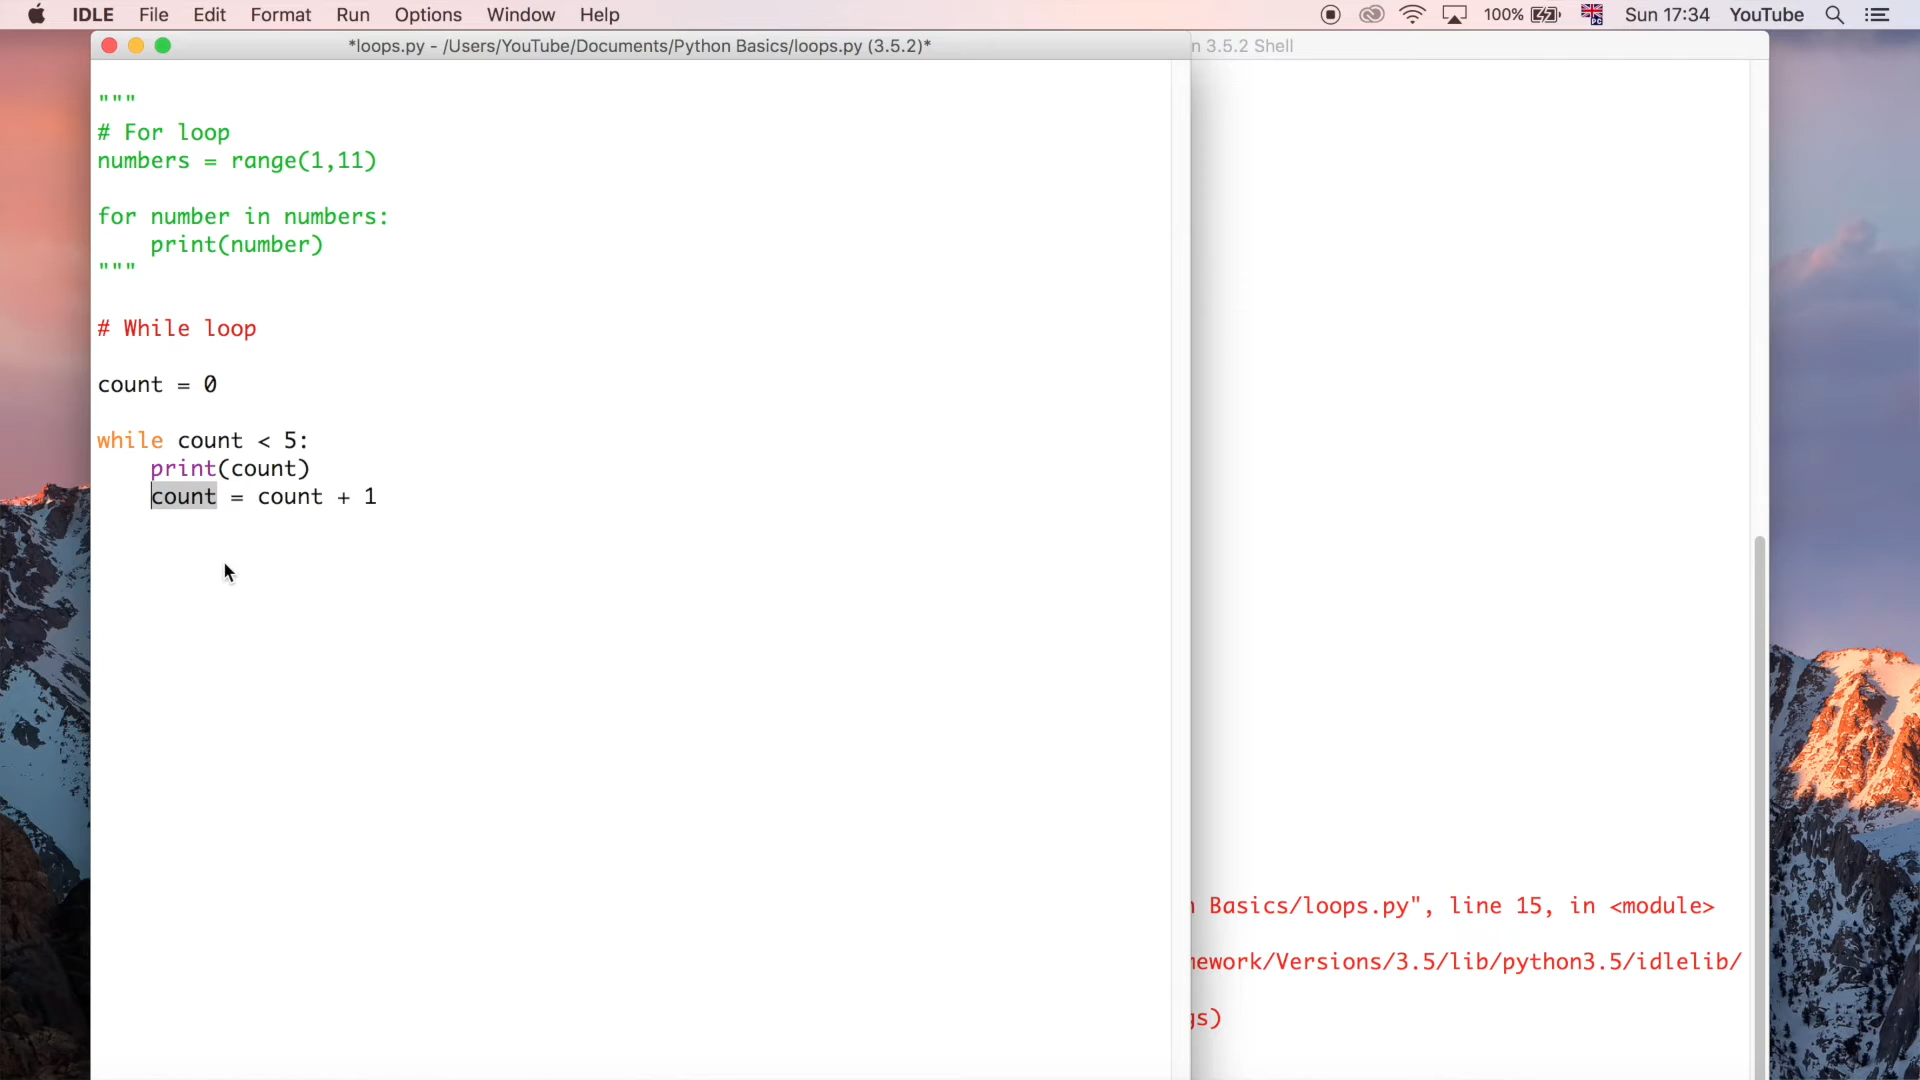 IDLE File Edit Format Run Options Window Help 100% Sun 17:34 YouTube
*loops.py - /Users/YouTube/Documents/Python Basics/loops.py (3.5.2)*
n 3.5.2 Shell
"""
# For loop
numbers = range(1,11)
for number in numbers:
    print(number)
"""
# While loop
count = 0
while count < 5:
    print(count)
    count = count + 1
Basics/loops.py", line 15, in <module>
ework/Versions/3.5/lib/python3.5/idlelib/
s)